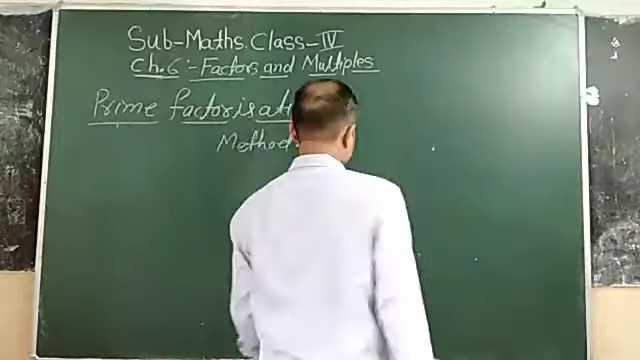 Sub-Maths. Class-IV
Ch.6:-Factors and Multiples
Prime factorisati
Method